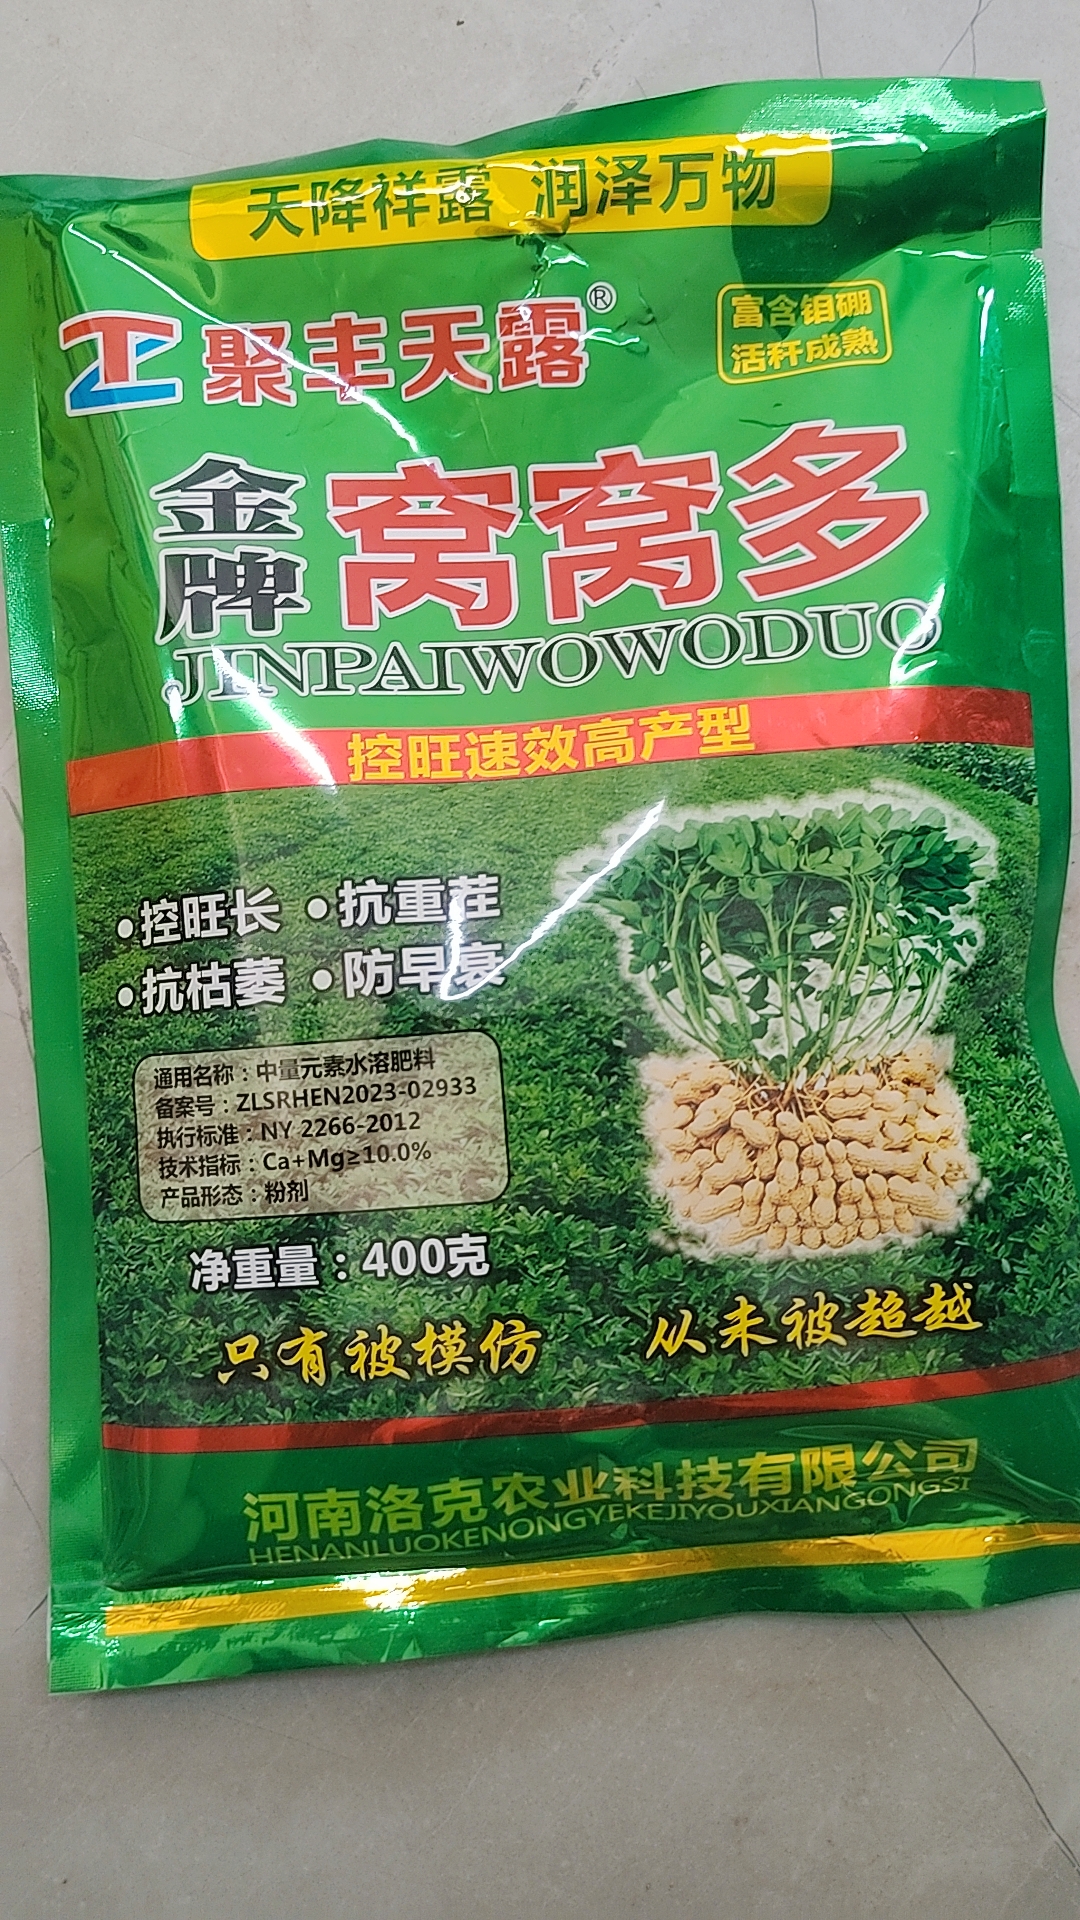 天降祥露 润泽万物
聚丰天露®
富含钼硼
活秆成熟
金牌 窝窝多
JINPAIWOWODUO
控旺速效高产型
•控旺长 •抗重茬
•抗枯萎 •防早衰
通用名称：中量元素水溶肥料
备案号：ZLSRHEN2023-02933
执行标准：NY 2266-2012
技术指标：Ca+Mg≥10.0%
产品形态：粉剂
净重量：400克
只有被模仿 从未被超越
河南洛克农业科技有限公司
HENANLUOKENONGYEKEJIYOUXIANGONGSI